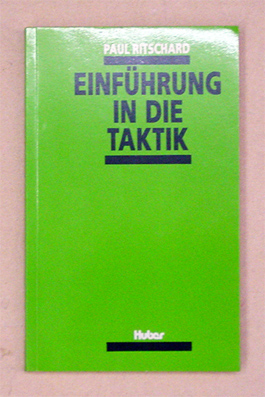 PAUL RITSCHARD
EINFÜHRUNG
IN DIE
TAKTIK
Huber